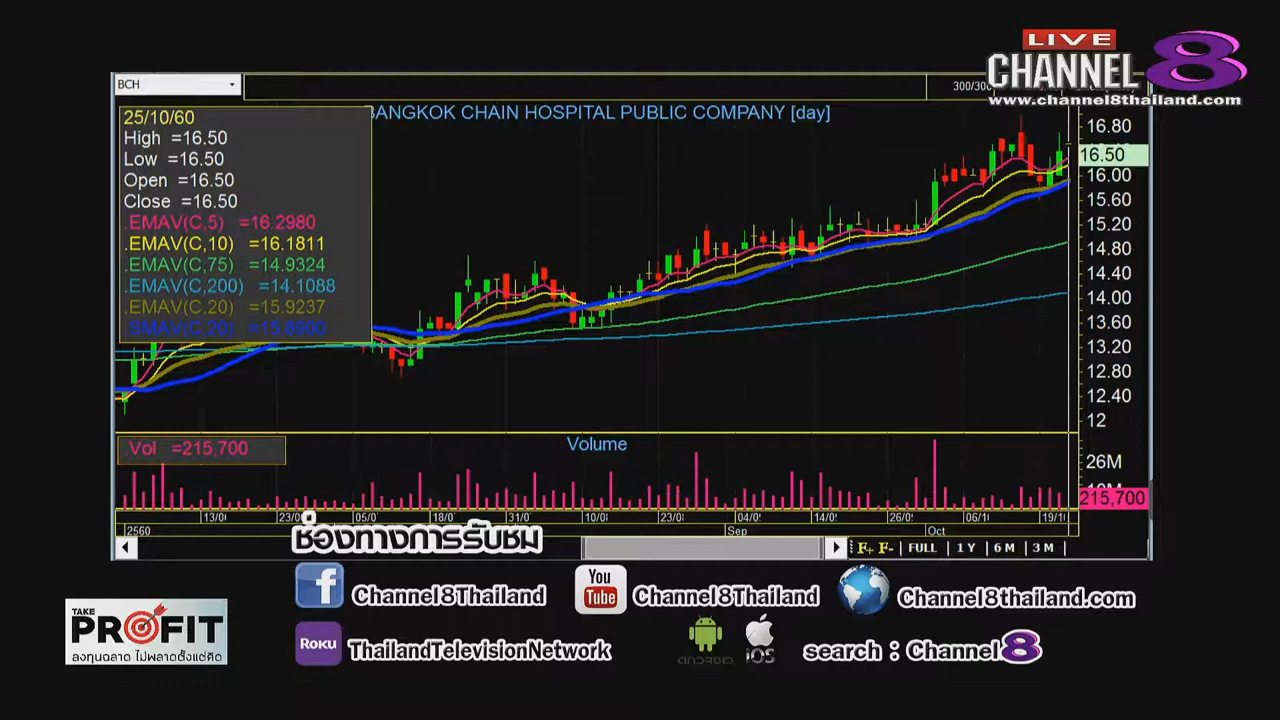 LIVE
CHANNEL 8
www.channel8thailand.com
BCH
300/300
BANGKOK CHAIN HOSPITAL PUBLIC COMPANY [day]
25/10/60
High =16.50
Low =16.50
Open =16.50
Close =16.50
.EMAV(C,5) =16.2980
.EMAV(C,10) =16.1811
.EMAV(C,75) =14.9324
.EMAV(C,200) =14.1088
.EMAV(C,20) =15.9237
.SMAV(C,20) =15.8900
16.80
16.50
16.00
15.60
15.20
14.80
14.40
14.00
13.60
13.20
12.80
12.40
12
.Vol =215,700
Volume
26M
215,700
13/0 23/0 05/0 18/0 31/0 10/0 23/0 04/0 14/0 26/0 06/1 19/1
2560 Sep Oct
F+ F- FULL 1 Y 6 M 3 M
ช่องทางการรับชม
Channel8Thailand
You Tube
Channel8Thailand
Channel8thailand.com
TAKE
PROFIT
ลงทุนฉลาด ไม่พลาดตั้งแต่คิด
Roku
ThailandTelevisionNetwork
ANDROID
iOS
search : Channel 8